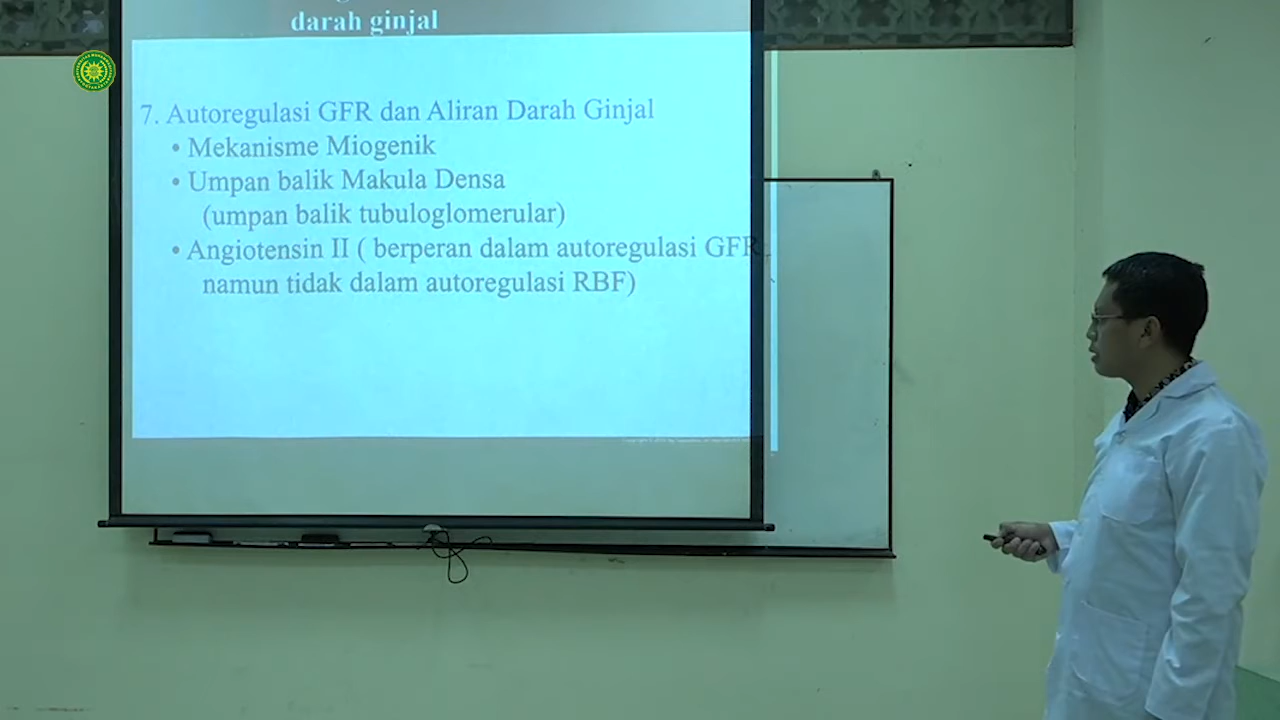 darah ginjal
7. Autoregulasi GFR dan Aliran Darah Ginjal
• Mekanisme Miogenik
• Umpan balik Makula Densa
(umpan balik tubuloglomerular)
• Angiotensin II ( berperan dalam autoregulasi GFR
namun tidak dalam autoregulasi RBF)